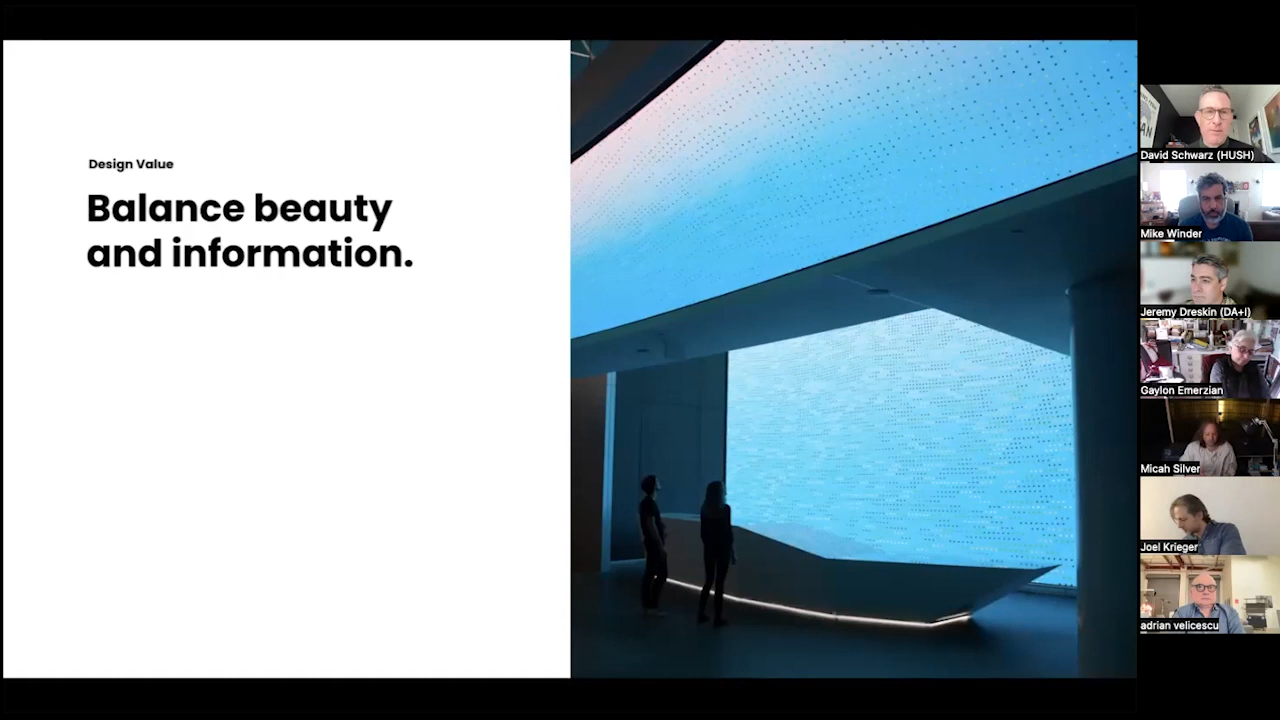 Design Value
Balance beauty
and information.
David Schwarz (HUSH)
Mike Winder
Jeremy Dreskin (DA+I)
Gaylon Emerzian
Micah Silver
Joel Krieger
adrian velicescu